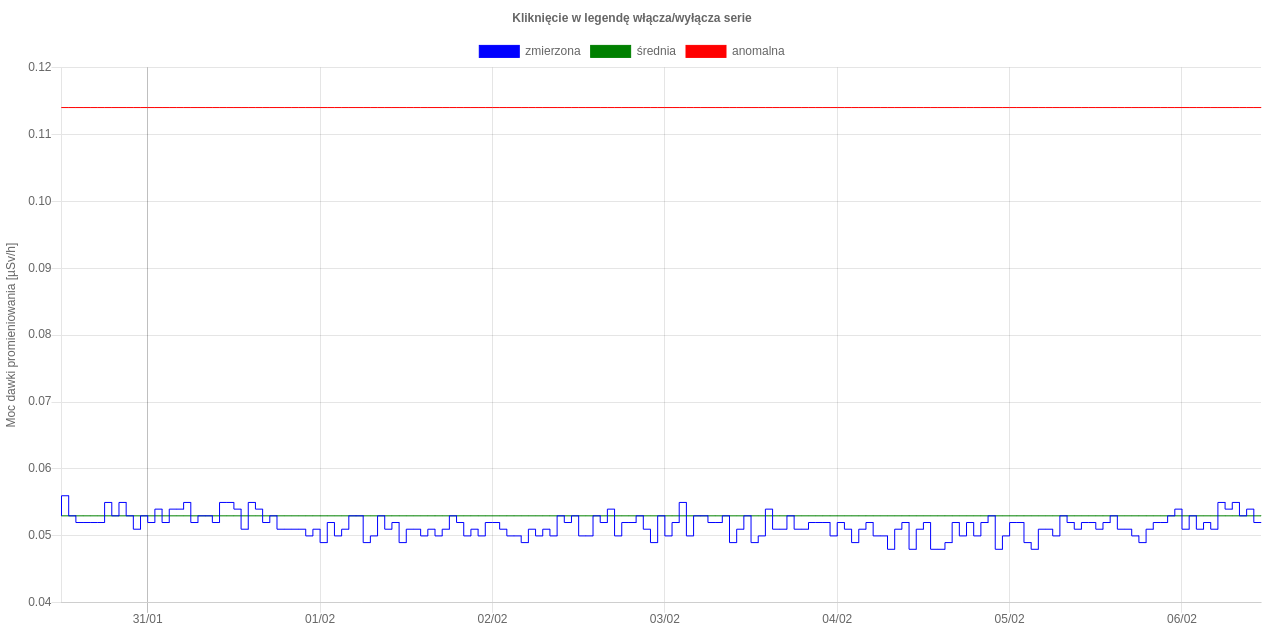 Kliknięcie w legendę włącza/wyłącza serie
zmierzona średnia anomalna
Moc dawki promieniowania [µSv/h]
0.12
0.11
0.10
0.09
0.08
0.07
0.06
0.05
0.04
31/01 01/02 02/02 03/02 04/02 05/02 06/02